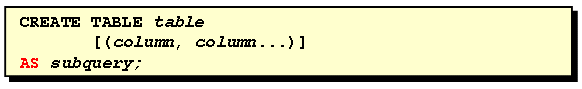 CREATE TABLE table
[(column, column...)]
AS subquery;